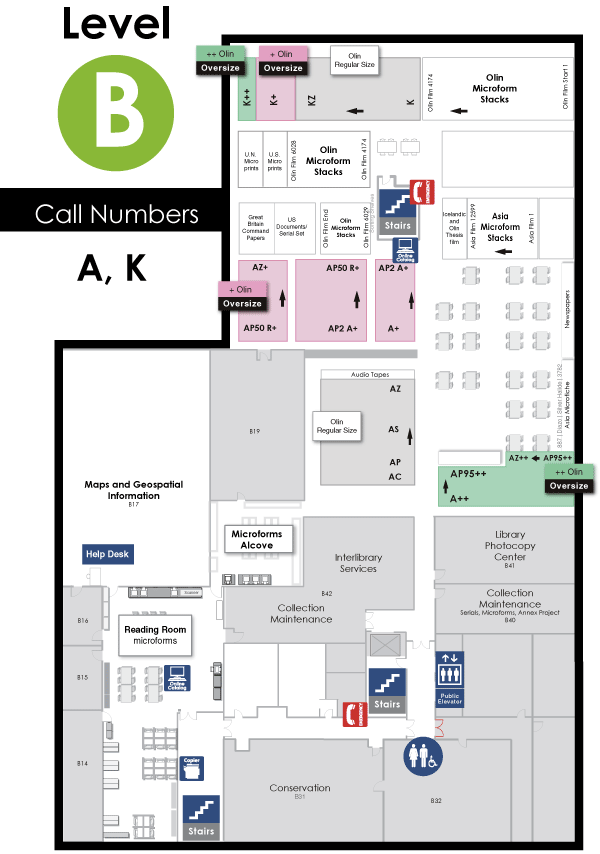 Level
B
Call Numbers
A, K
++ Olin
Oversize
+ Olin
Oversize
Olin
Regular Size
K++
K+
KZ
K
Olin Film 4174
Olin
Microform
Stacks
Olin Film Start 1
U.N.
Micro
prints
U.S.
Micro
prints
Olin Film 6028
Olin
Microform
Stacks
Olin Film 4174
EMERGENCY
Stairs
Great
Britain
Command
Papers
US
Documents/
Serial Set
Olin Film End
Olin
Microform
Stacks
Olin Film 6029
Online
Catalog
Icelandic
and
Olin
Thesis
film
Asia Film 12599
Asia
Microform
Stacks
Asia Film 1
+ Olin
Oversize
AZ+
AP50 R+
AP50 R+
AP2 A+
AP2 A+
A+
Newspapers
887 | Diazo | Silver Halide | 3782
Asia Microfiche
Audio Tapes
AZ
AS
AP
AC
Olin
Regular Size
B19
AZ++
AP95++
AP95++
A++
++ Olin
Oversize
Maps and Geospatial
Information
B17
Help Desk
Microforms
Alcove
Interlibrary
Services
B42
Collection
Maintenance
Library
Photocopy
Center
B41
Collection
Maintenance
Serials, Microforms, Annex Project
B40
Scanner
B16
Reading Room
microforms
B15
Online
Catalog
Stairs
Public
Elevator
EMERGENCY
B14
Copier
Stairs
Conservation
B31
B32